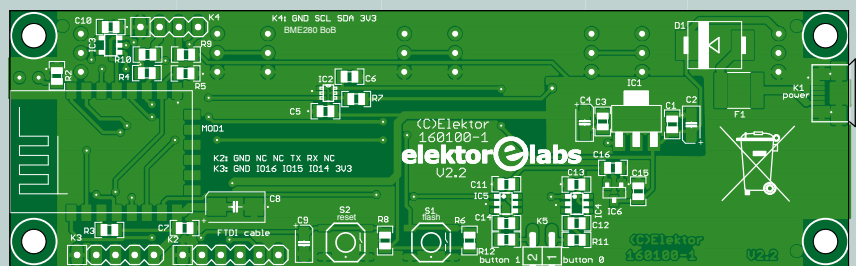 C10
K4
K4: GND SCL SDA 3V3
BME280 BoB
D1
IC3
R9
R10
R2
R4
R5
IC2
C6
C5
R7
IC1
C4
C3
C1
C2
F1
K1
power
MOD1
(C)Elektor
160100-1
elektor e labs
V2.2
K2: GND NC NC TX RX NC
K3: GND IO16 IO15 IO14 3V3
C16
C11
C13
C15
IC5
IC4
IC6
C8
S2
reset
S1
flash
R8
R6
C14
C12
K5
R3
C7
FTDI cable
C9
K3
K2
R12
R11
button 1
2 1
button 0
(C)Elektor
160100-1
V2.2